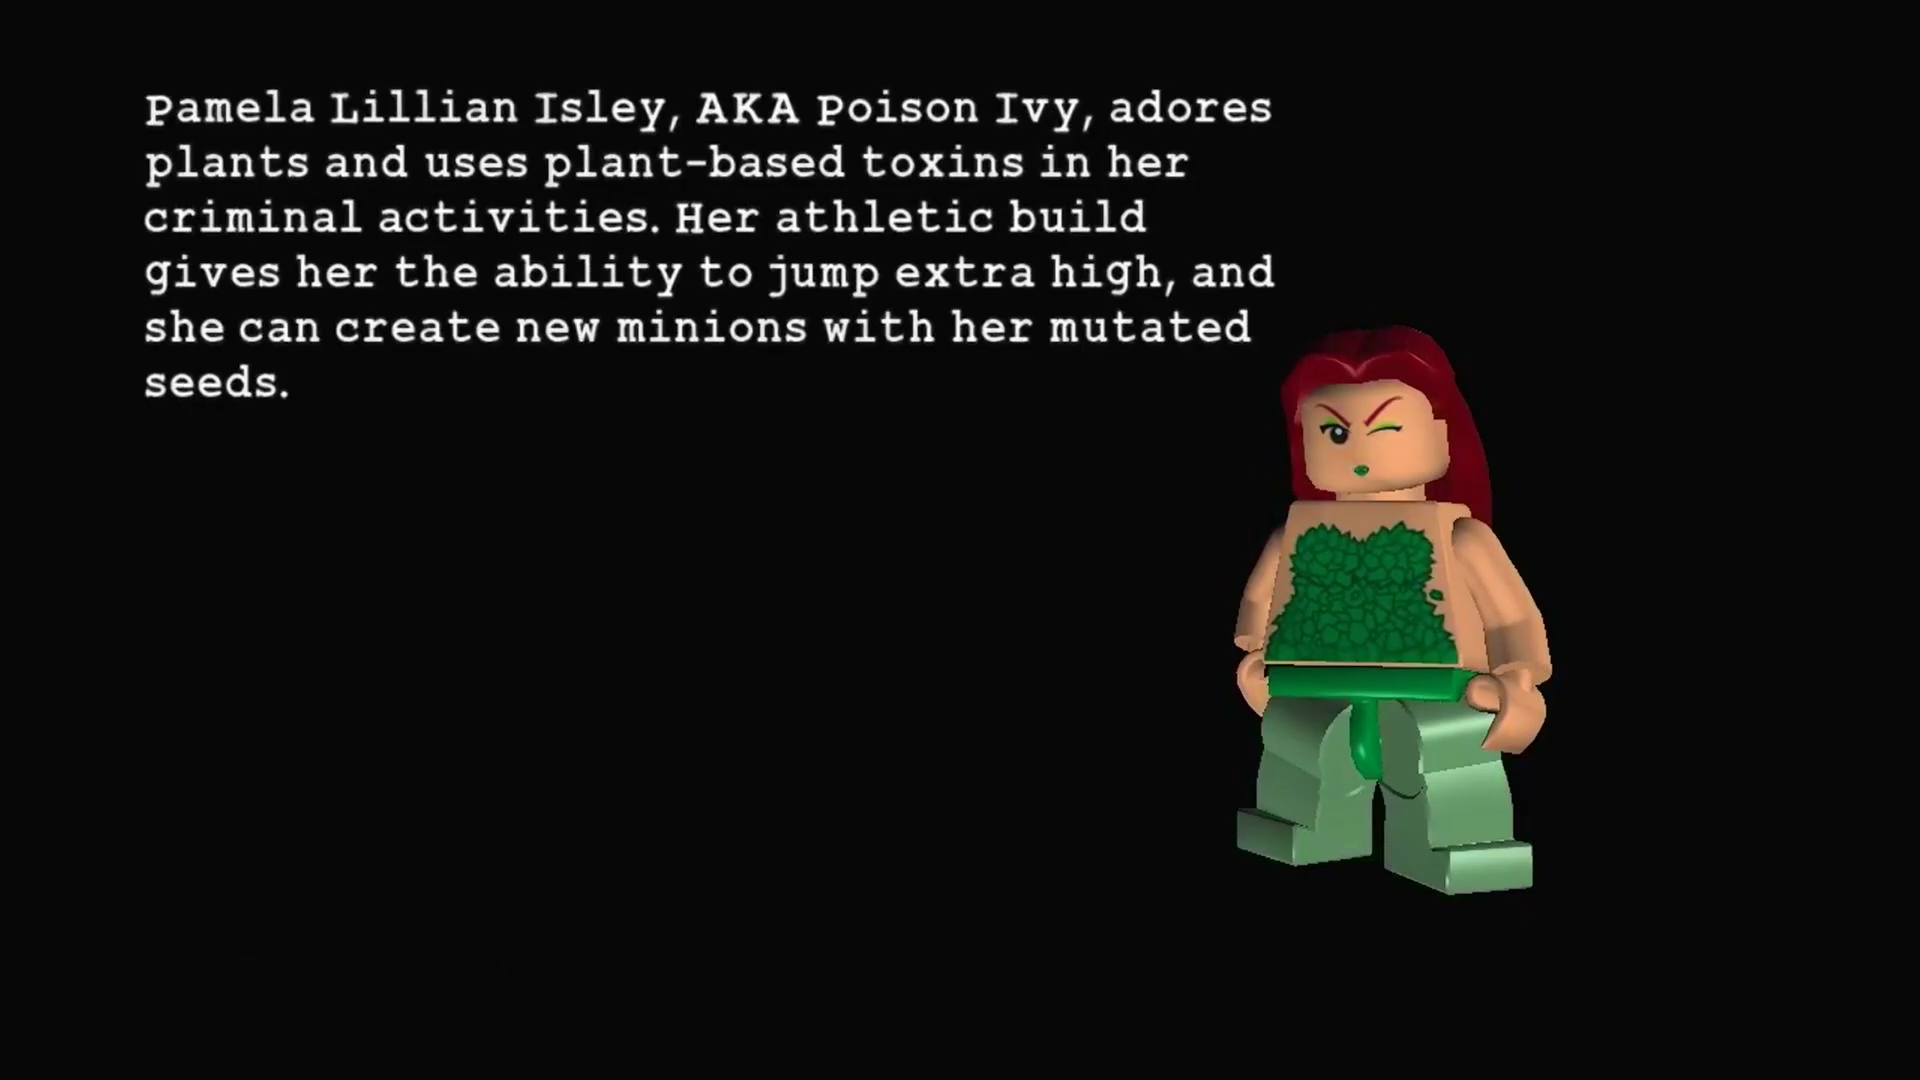 Pamela Lillian Isley, AKA Poison Ivy, adores
plants and uses plant-based toxins in her
criminal activities. Her athletic build
gives her the ability to jump extra high, and
she can create new minions with her mutated
seeds.